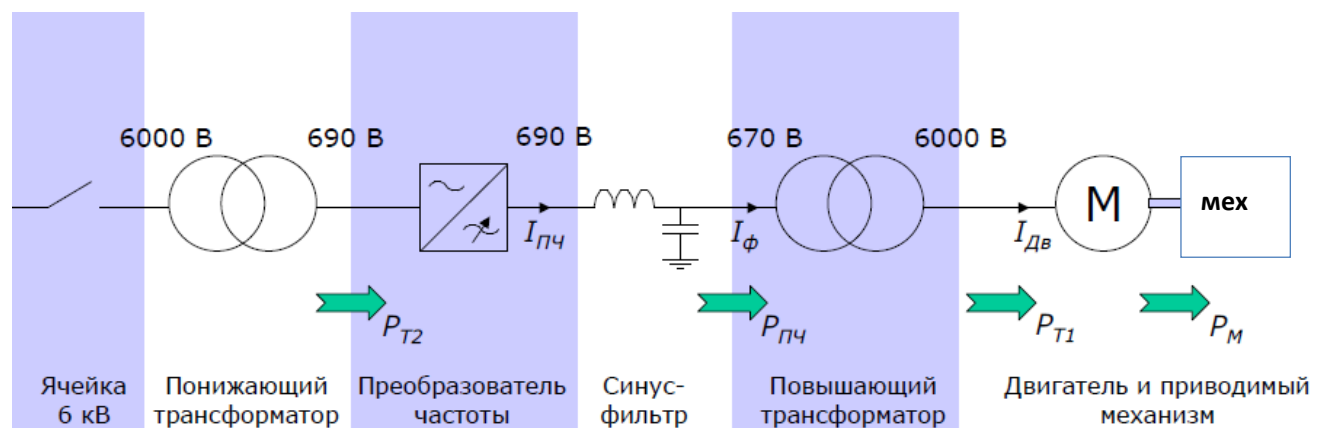 6000 В
690 В
690 В
670 В
6000 В
М
мех
IПЧ
Iф
IДв
PТ2
PПЧ
PТ1
PМ
Ячейка
6 кВ
Понижающий
трансформатор
Преобразователь
частоты
Синус-
фильтр
Повышающий
трансформатор
Двигатель и приводимый
механизм